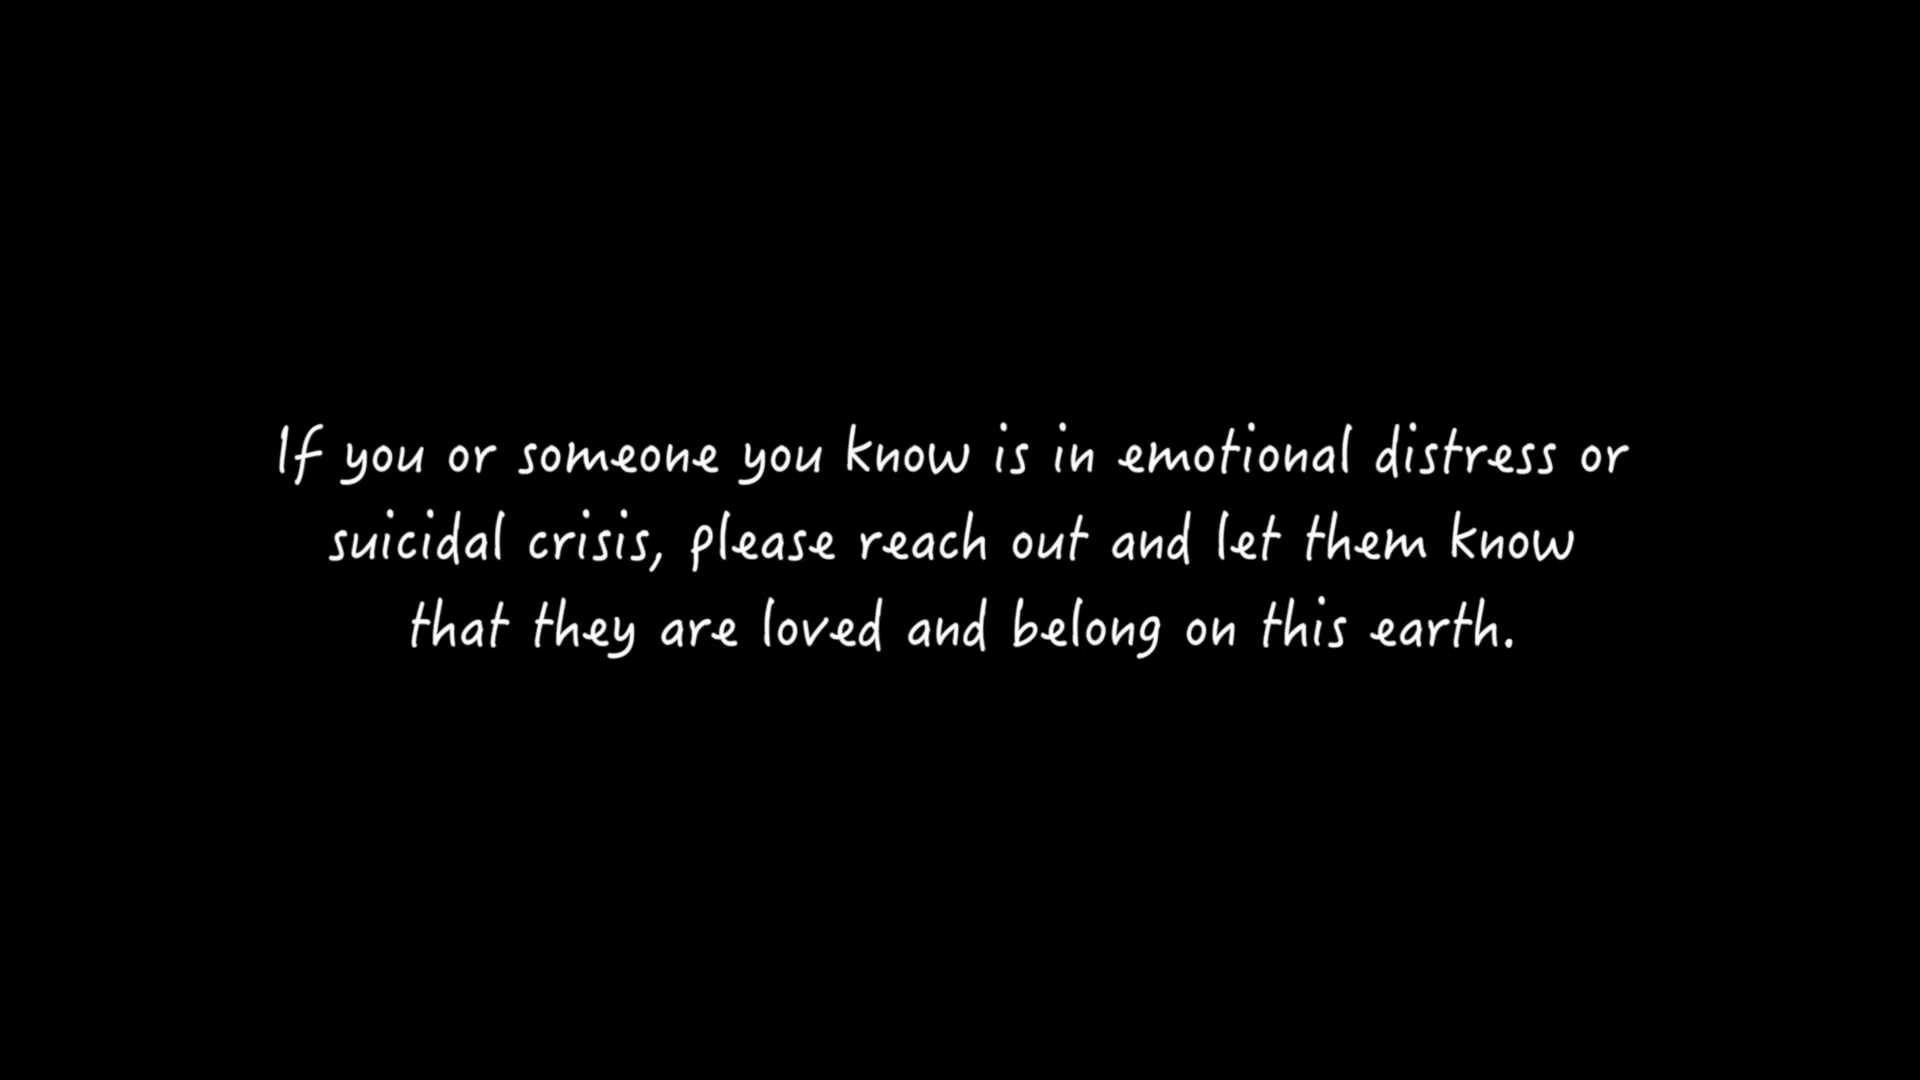 If you or someone you know is in emotional distress or
suicidal crisis, please reach out and let them know
that they are loved and belong on this earth.